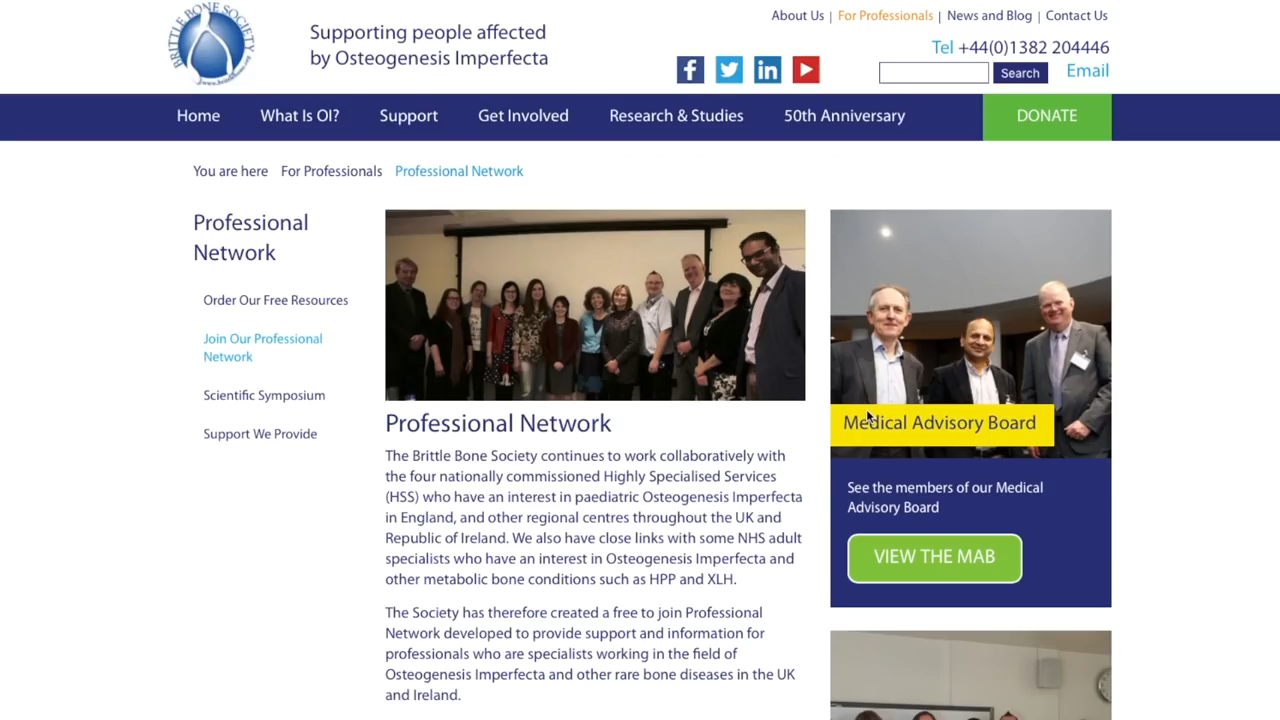 BRITTLE BONE SOCIETY
Supporting people affected
by Osteogenesis Imperfecta
About Us | For Professionals | News and Blog | Contact Us
Tel +44(0)1382 204446
Search
Email
Home What Is OI? Support Get Involved Research & Studies 50th Anniversary DONATE
You are here For Professionals Professional Network
Professional
Network
Order Our Free Resources
Join Our Professional
Network
Scientific Symposium
Support We Provide
Professional Network
The Brittle Bone Society continues to work collaboratively with
the four nationally commissioned Highly Specialised Services
(HSS) who have an interest in paediatric Osteogenesis Imperfecta
in England, and other regional centres throughout the UK and
Republic of Ireland. We also have close links with some NHS adult
specialists who have an interest in Osteogenesis Imperfecta and
other metabolic bone conditions such as HPP and XLH.
The Society has therefore created a free to join Professional
Network developed to provide support and information for
professionals who are specialists working in the field of
Osteogenesis Imperfecta and other rare bone diseases in the UK
and Ireland.
Medical Advisory Board
See the members of our Medical
Advisory Board
VIEW THE MAB